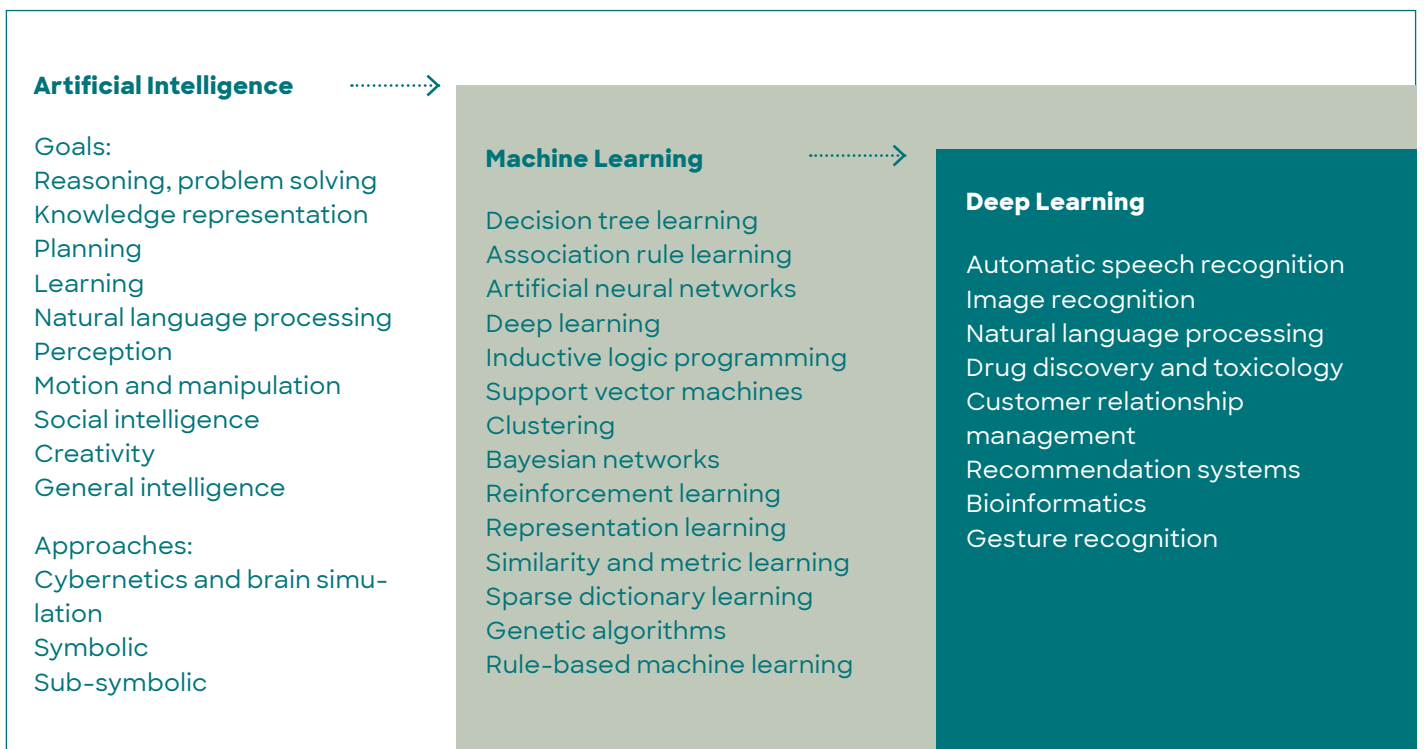 Artificial Intelligence
Goals:
Reasoning, problem solving
Knowledge representation
Planning
Learning
Natural language processing
Perception
Motion and manipulation
Social intelligence
Creativity
General intelligence
Approaches:
Cybernetics and brain simu-
lation
Symbolic
Sub-symbolic
Machine Learning
Decision tree learning
Association rule learning
Artificial neural networks
Deep learning
Inductive logic programming
Support vector machines
Clustering
Bayesian networks
Reinforcement learning
Representation learning
Similarity and metric learning
Sparse dictionary learning
Genetic algorithms
Rule-based machine learning
Deep Learning
Automatic speech recognition
Image recognition
Natural language processing
Drug discovery and toxicology
Customer relationship
management
Recommendation systems
Bioinformatics
Gesture recognition